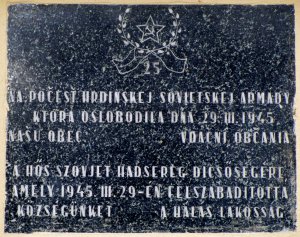 25
NA POČESŤ HRDINSKEJ SOVIETSKEJ ARMÁDY
KTORÁ OSLOBODILA DŇA 29. III. 1945.
NAŠU OBEC. VĎAČNÍ OBČANIA
A HŐS SZOVJET HADSEREG DICSŐSÉGÉRE,
AMELY 1945. III. 29-ÉN FELSZABADÍTOTTA
KÖZSÉGÜNKET. A HÁLÁS LAKOSSÁG